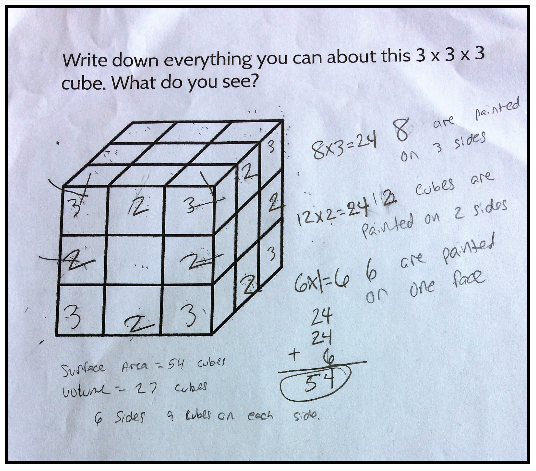 Write down everything you can about this 3 x 3 x 3
cube. What do you see?
3 2 3
2 ... 2
3 2 3
2 3
2
2 3
8x3=24 8 are painted
on 3 sides
12x2=24 12 cubes are
painted on 2 sides
6x1=6 6 are painted
on one face
24
24
+ 6
54
Surface Area = 54 cubes
volume = 27 cubes
6 Sides 9 cubes on each side.